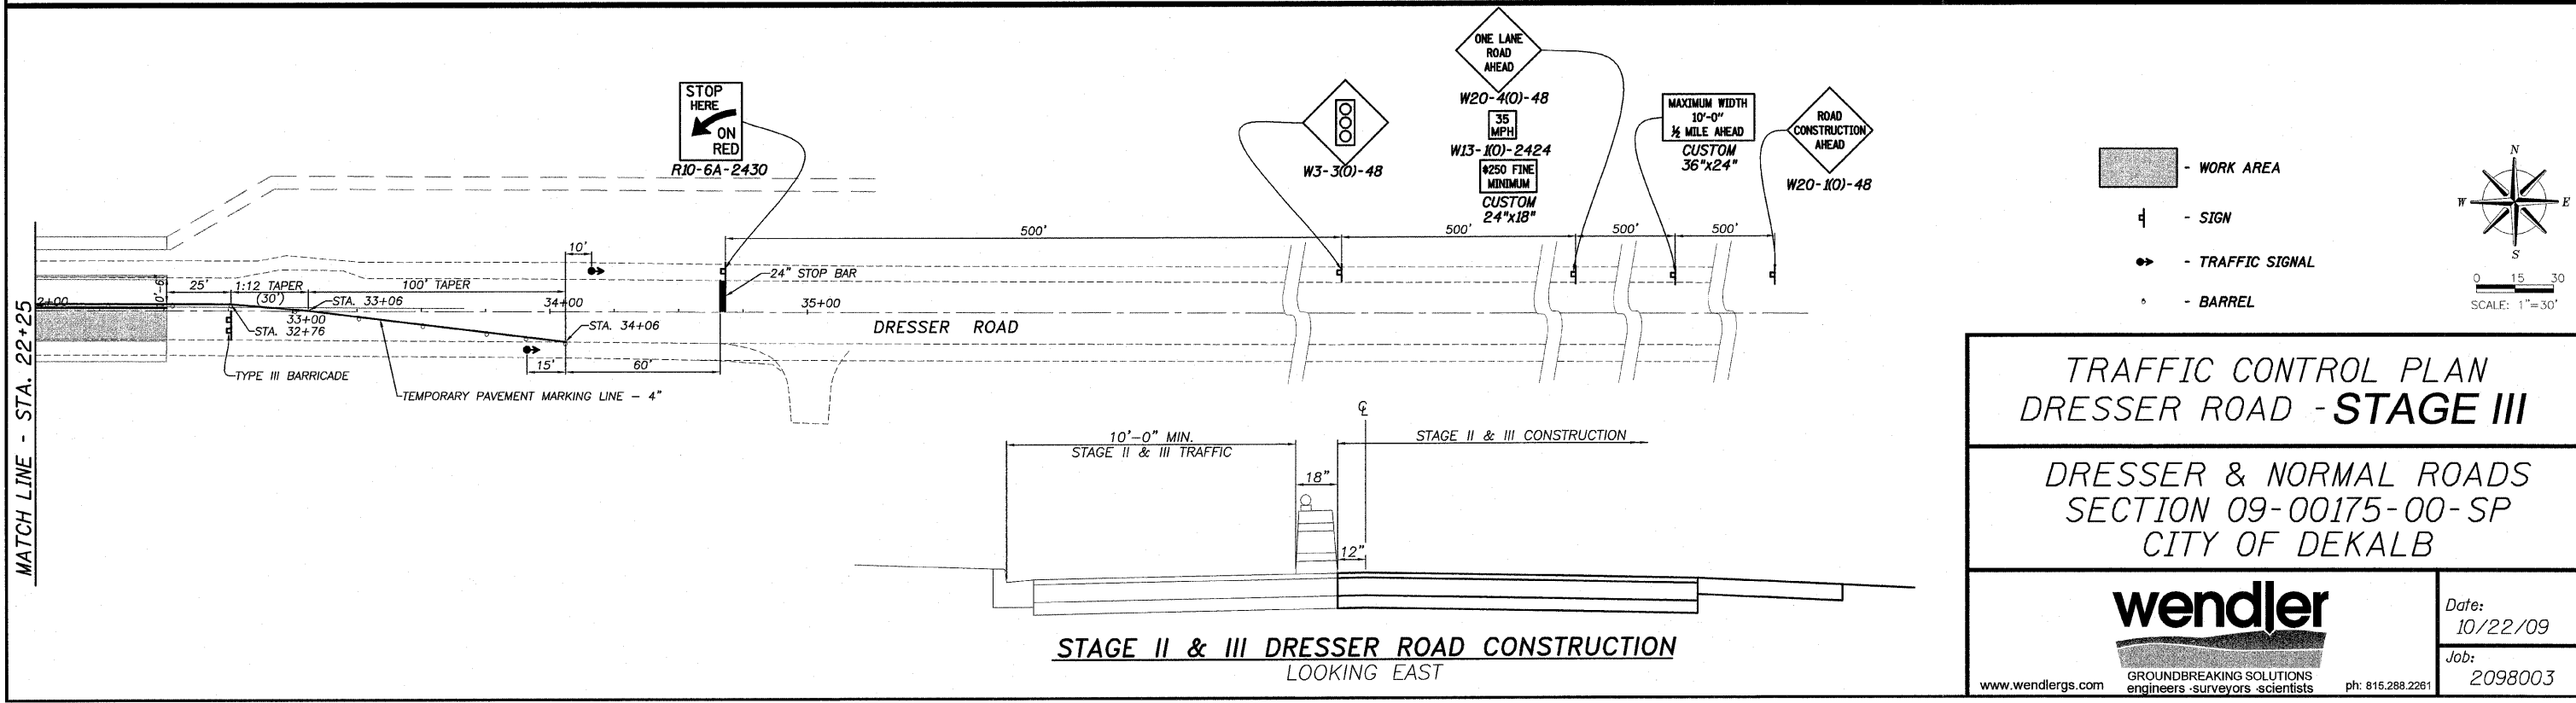 STOP
HERE
ON
RED
R10-6A-2430
W3-3(O)-48
ONE LANE
ROAD
AHEAD
W20-4(O)-48
35
MPH
W13-1(O)-2424
$250 FINE
MINIMUM
CUSTOM
24"x18"
MAXIMUM WIDTH
10'-0"
½ MILE AHEAD
CUSTOM
36"x24"
ROAD
CONSTRUCTION
AHEAD
W20-1(O)-48
- WORK AREA
- SIGN
- TRAFFIC SIGNAL
- BARREL
N
W
E
S
0 15 30
SCALE: 1"=30'
MATCH LINE - STA. 22+25
500'
500'
500'
500'
10'
24" STOP BAR
25'
1:12 TAPER
(30')
100' TAPER
2+00
STA. 33+06
34+00
35+00
33+00
STA. 32+76
STA. 34+06
DRESSER ROAD
15'
60'
TYPE III BARRICADE
TEMPORARY PAVEMENT MARKING LINE - 4"
10'-0" MIN.
STAGE II & III TRAFFIC
STAGE II & III CONSTRUCTION
18"
12"
STAGE II & III DRESSER ROAD CONSTRUCTION
LOOKING EAST
TRAFFIC CONTROL PLAN
DRESSER ROAD - STAGE III
DRESSER & NORMAL ROADS
SECTION 09-00175-00-SP
CITY OF DEKALB
wendler
GROUNDBREAKING SOLUTIONS
www.wendlergs.com engineers -surveyors -scientists ph: 815.288.2261
Date:
10/22/09
Job:
2098003